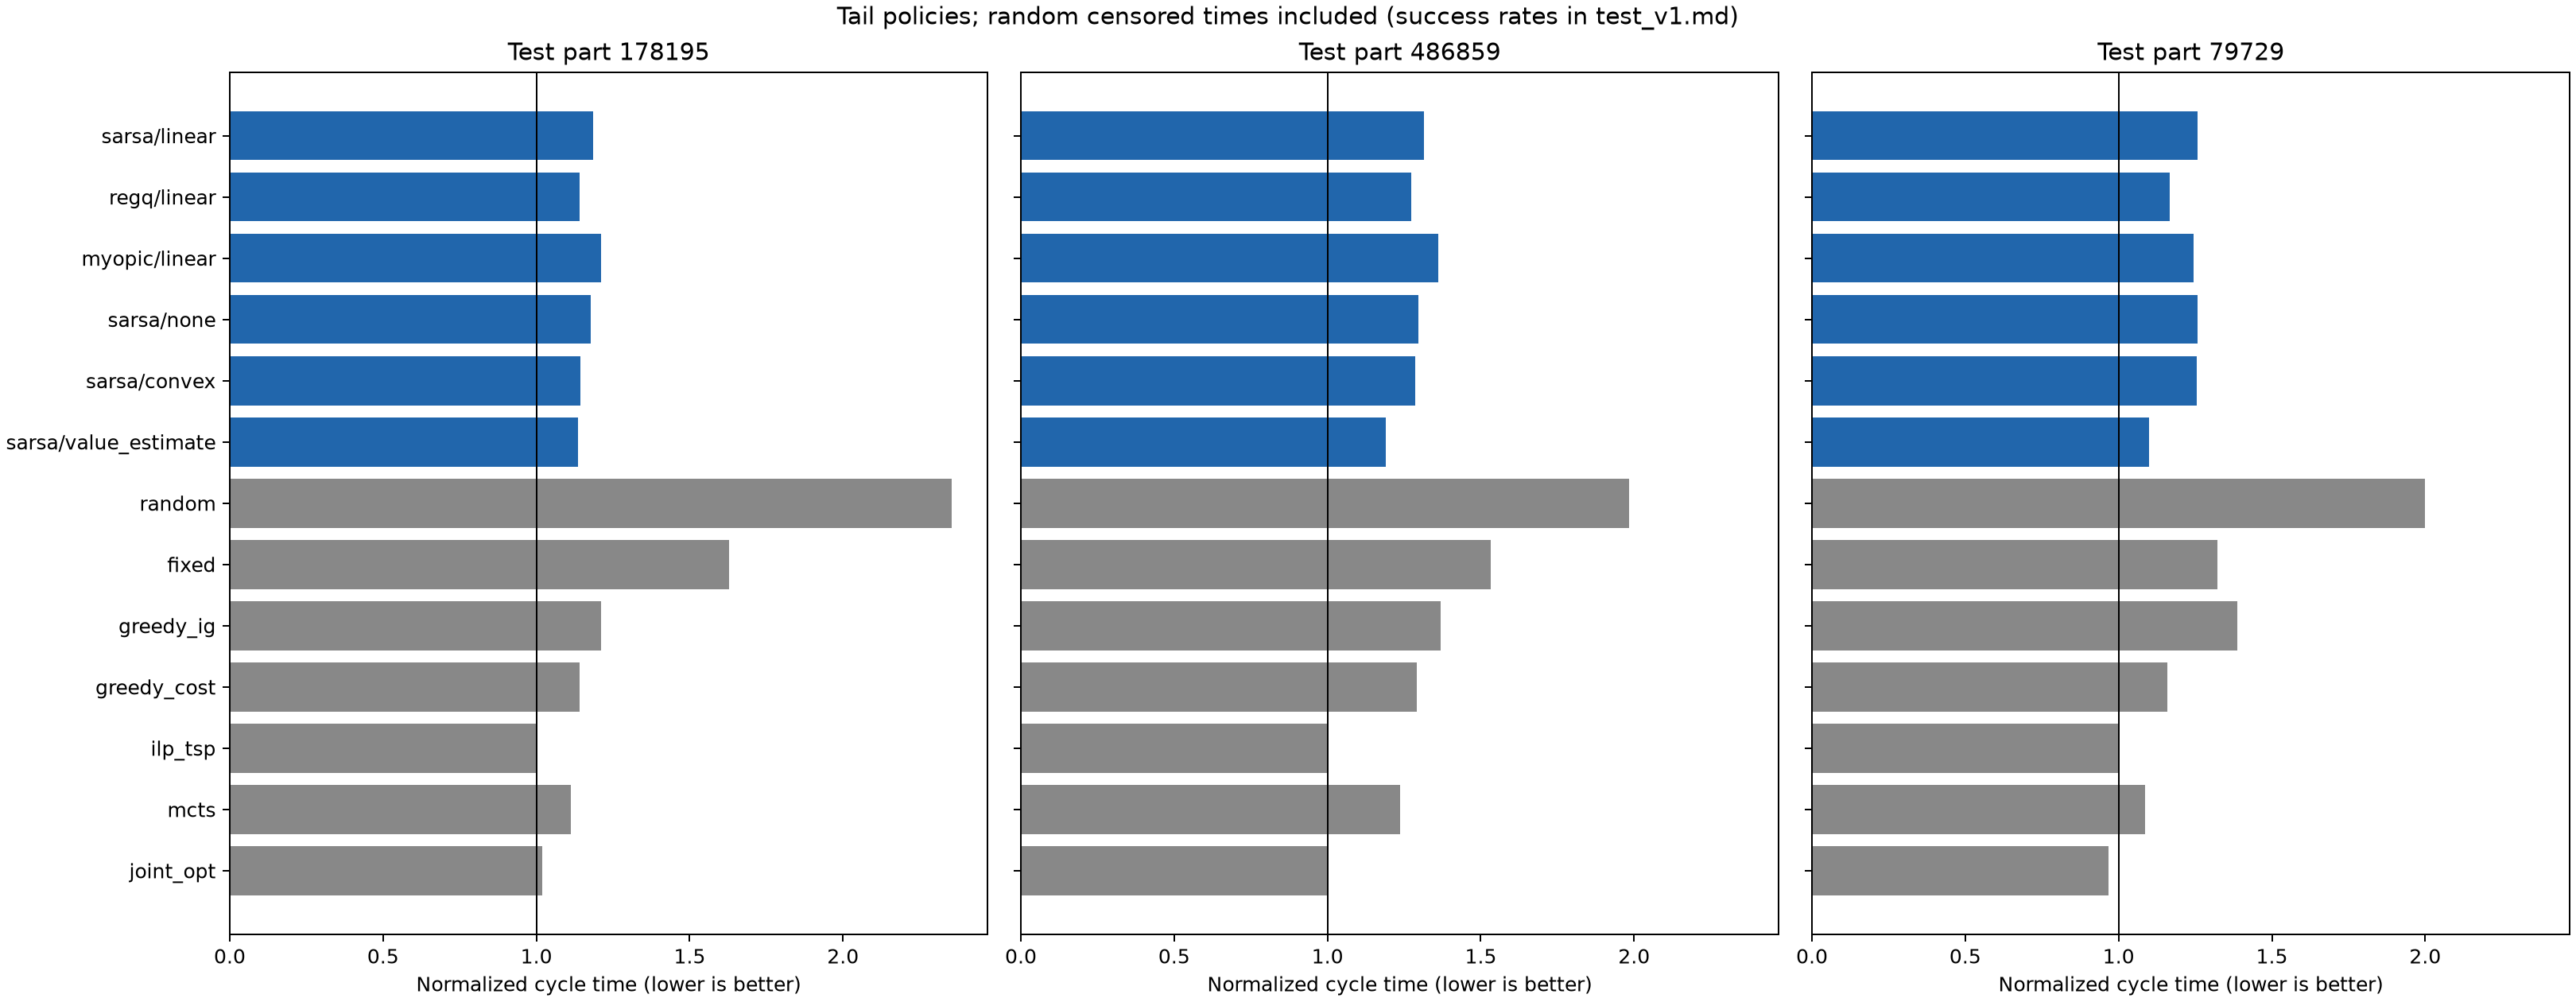 Tail policies; random censored times included (success rates in test_v1.md)
Test part 178195
Test part 486859
Test part 79729
sarsa/linear
regq/linear
myopic/linear
sarsa/none
sarsa/convex
sarsa/value_estimate
random
fixed
greedy_ig
greedy_cost
ilp_tsp
mcts
joint_opt
0.0 0.5 1.0 1.5 2.0
0.0 0.5 1.0 1.5 2.0
0.0 0.5 1.0 1.5 2.0
Normalized cycle time (lower is better)
Normalized cycle time (lower is better)
Normalized cycle time (lower is better)